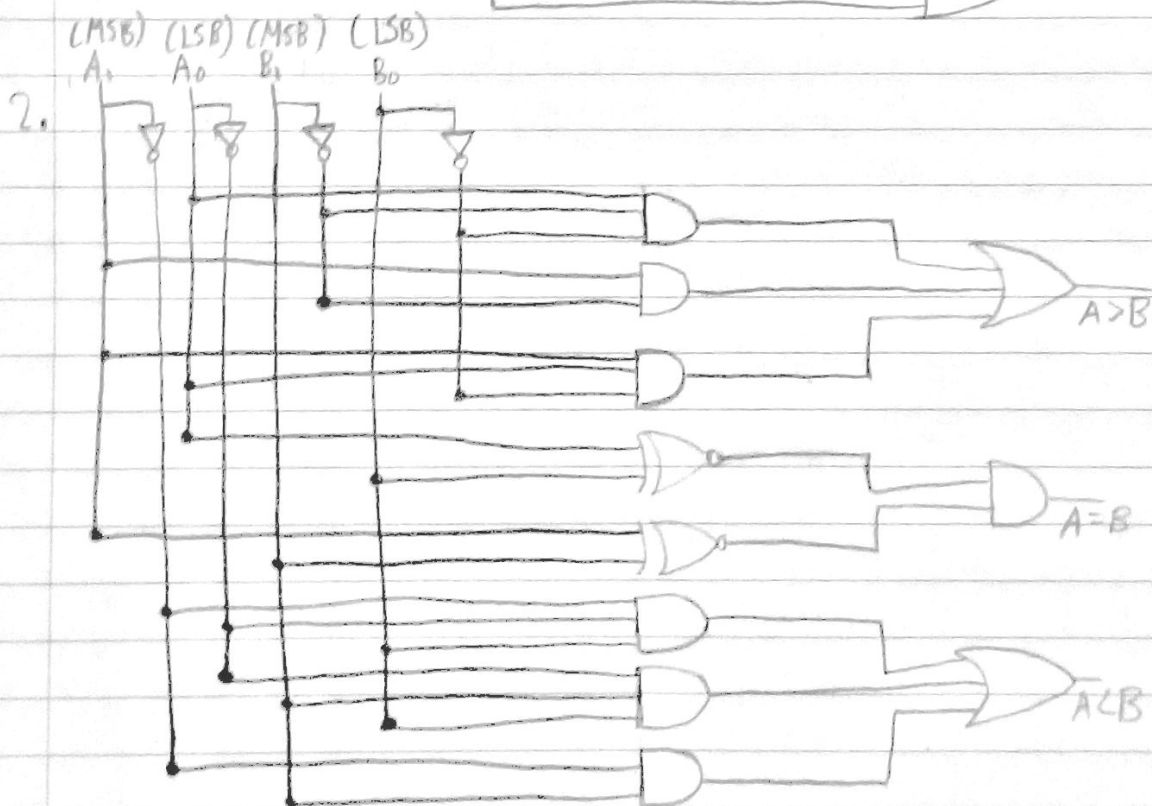 (MSB) (LSB) (MSB) (LSB)
A₁ A₀ B₁ B₀
2.
A>B
A=B
A<B